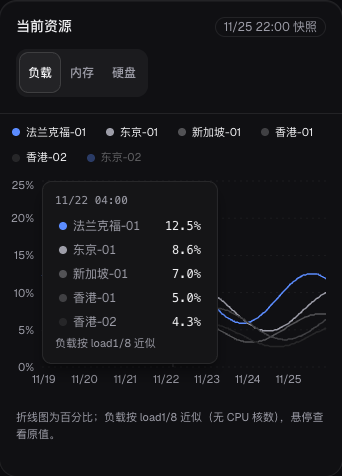 当前资源
11/25 22:00 快照
负载 内存 硬盘
法兰克福-01 东京-01 新加坡-01 香港-01
香港-02 东京-02
25%
20%
15%
10%
5%
0%
11/22 04:00
法兰克福-01 12.5%
东京-01 8.6%
新加坡-01 7.0%
香港-01 5.0%
香港-02 4.3%
负载按 load1/8 近似
11/19 11/20 11/21 11/22 11/23 11/24 11/25
折线图为百分比；负载按 load1/8 近似（无 CPU 核数），悬停查
看原值。